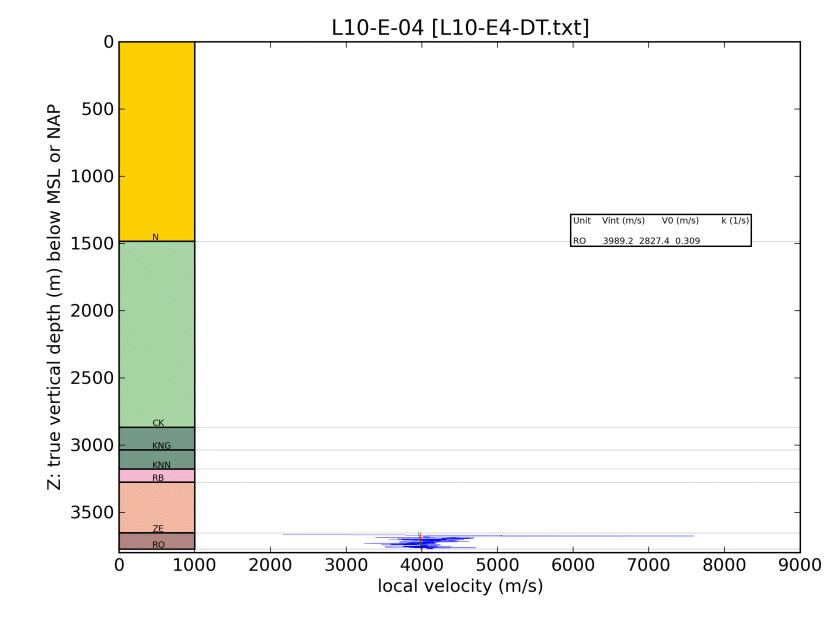 L10-E-04 [L10-E4-DT.txt]
0
500
1000
1500
2000
2500
3000
3500
Z: true vertical depth (m) below MSL or NAP
N
CK
KNG
KNN
RB
ZE
RO
Unit Vint (m/s) V0 (m/s) k (1/s)
RO 3989.2 2827.4 0.309
0 1000 2000 3000 4000 5000 6000 7000 8000 9000
local velocity (m/s)